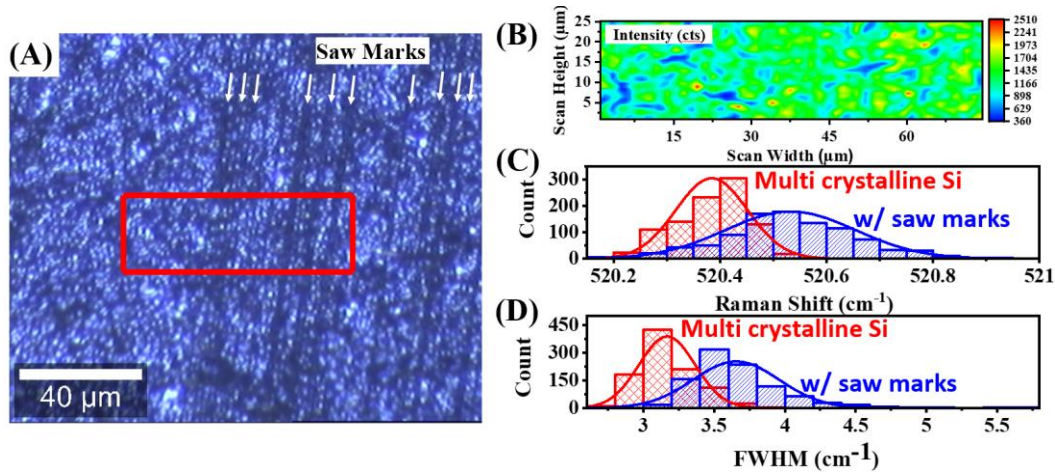 (A)
Saw Marks
40 µm
(B)
Scan Height(µm)
25
20
15
10
5
Intensity (cts)
15 30 45 60
Scan Width (µm)
2510
2241
1973
1704
1435
1166
898
629
360
(C)
Count
300
200
100
0
Multi crystalline Si
w/ saw marks
520.2 520.4 520.6 520.8 521
Raman Shift (cm⁻¹)
(D)
Count
450
300
150
0
Multi crystalline Si
w/ saw marks
3 3.5 4 4.5 5 5.5
FWHM (cm⁻¹)